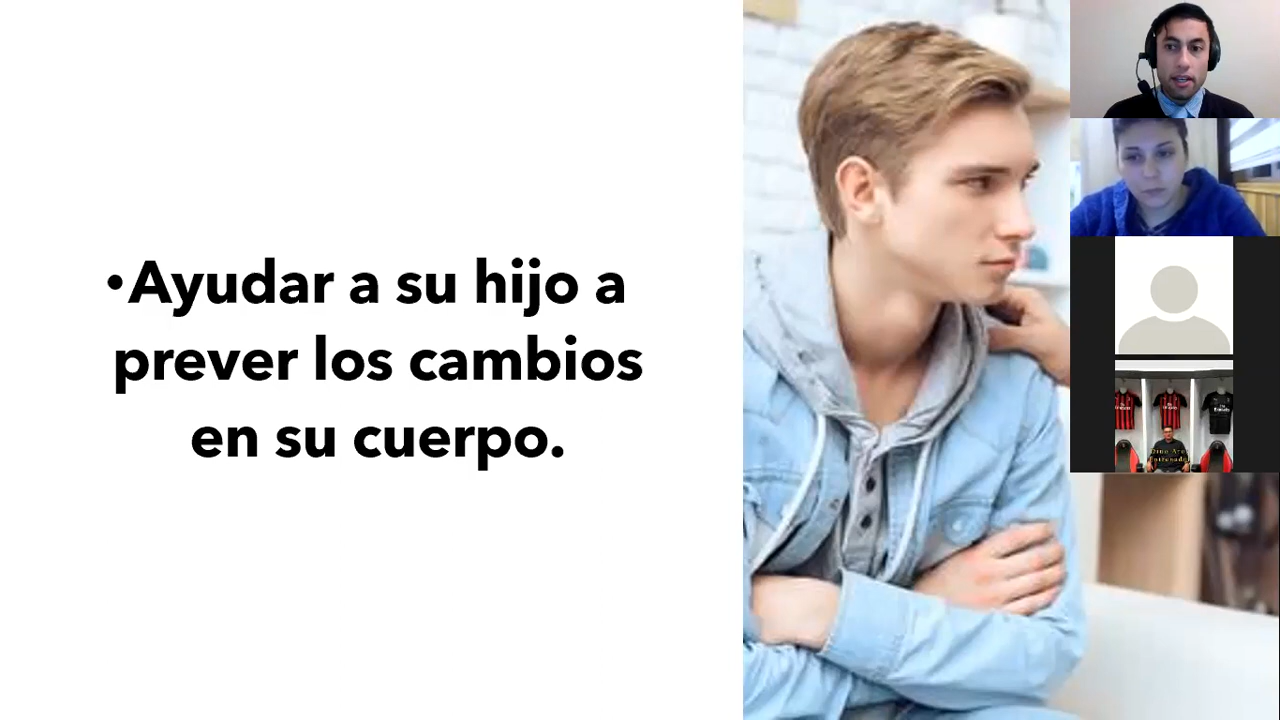 •Ayudar a su hijo a
prever los cambios
en su cuerpo.